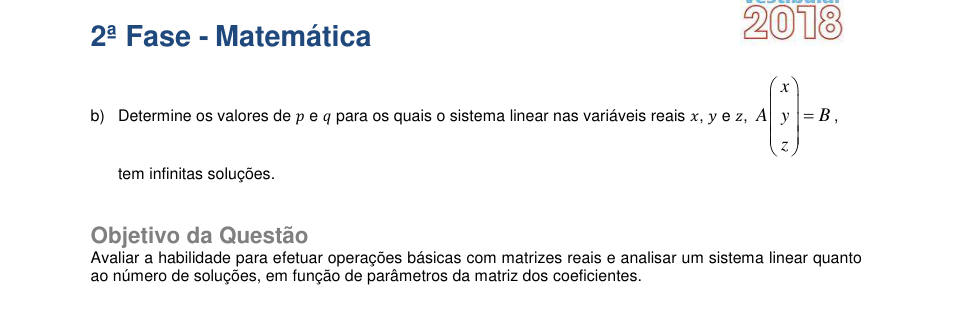 vestibular
2018
2ª Fase - Matemática
b) Determine os valores de p e q para os quais o sistema linear nas variáveis reais x, y e z, A(x y z) = B ,
tem infinitas soluções.
Objetivo da Questão
Avaliar a habilidade para efetuar operações básicas com matrizes reais e analisar um sistema linear quanto
ao número de soluções, em função de parâmetros da matriz dos coeficientes.